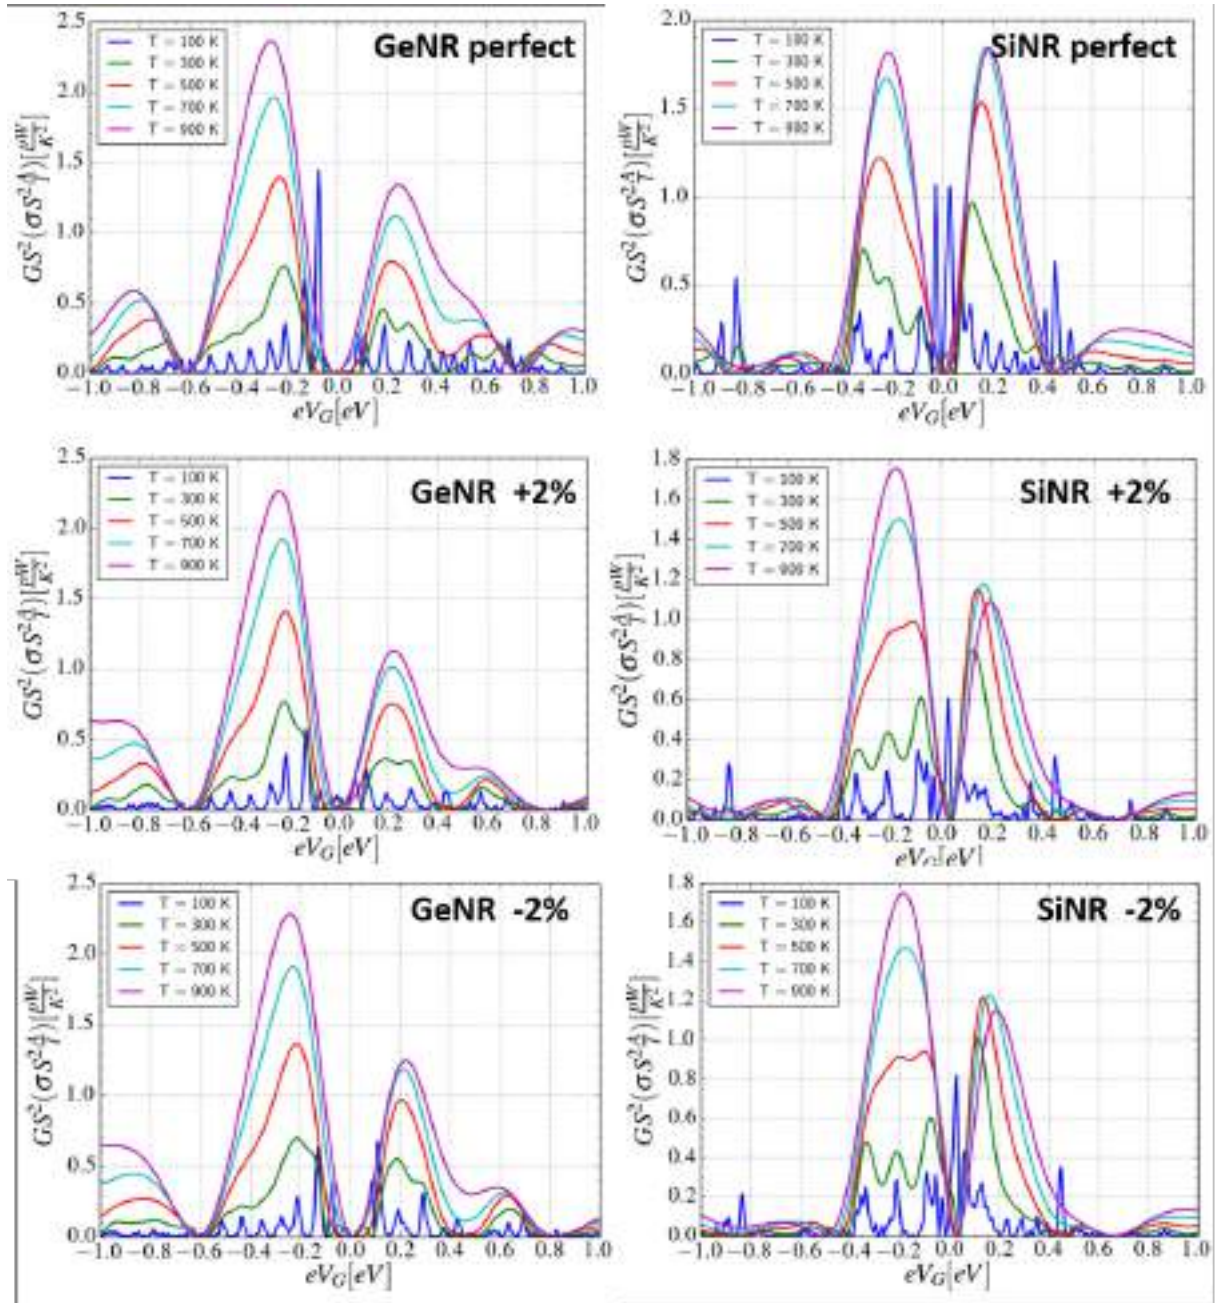 GeNR perfect
T = 100 K
T = 300 K
T = 500 K
T = 700 K
T = 900 K
2.5
2.0
1.5
1.0
0.5
0.0
−1.0 −0.8 −0.6 −0.4 −0.2 0.0 0.2 0.4 0.6 0.8 1.0
eV_G[eV]
SiNR perfect
T = 100 K
T = 300 K
T = 500 K
T = 700 K
T = 900 K
2.0
1.5
1.0
0.5
0.0
−1.0 −0.8 −0.6 −0.4 −0.2 0.0 0.2 0.4 0.6 0.8 1.0
eV_G[eV]
GeNR +2%
T = 100 K
T = 300 K
T = 500 K
T = 700 K
T = 900 K
2.5
2.0
1.5
1.0
0.5
0.0
−1.0 −0.8 −0.6 −0.4 −0.2 0.0 0.2 0.4 0.6 0.8 1.0
eV_G[eV]
SiNR +2%
T = 100 K
T = 300 K
T = 500 K
T = 700 K
T = 900 K
1.8
1.6
1.4
1.2
1.0
0.8
0.6
0.4
0.2
0.0
−1.0 −0.8 −0.6 −0.4 −0.2 0.0 0.2 0.4 0.6 0.8 1.0
GeNR -2%
T = 100 K
T = 300 K
T = 500 K
T = 700 K
T = 900 K
2.5
2.0
1.5
1.0
0.5
0.0
−1.0 −0.8 −0.6 −0.4 −0.2 0.0 0.2 0.4 0.6 0.8 1.0
eV_G[eV]
SiNR -2%
T = 100 K
T = 300 K
T = 500 K
T = 700 K
T = 900 K
1.8
1.6
1.4
1.2
1.0
0.8
0.6
0.4
0.2
0.0
−1.0 −0.8 −0.6 −0.4 −0.2 0.0 0.2 0.4 0.6 0.8 1.0
eV_G[eV]